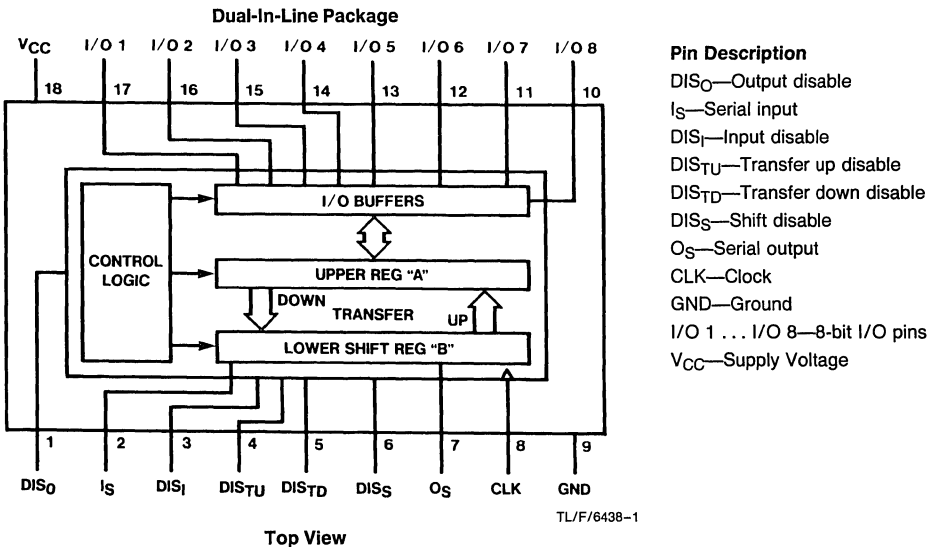 Dual-In-Line Package
VCC I/O 1 I/O 2 I/O 3 I/O 4 I/O 5 I/O 6 I/O 7 I/O 8
18 17 16 15 14 13 12 11 10
I/O BUFFERS
CONTROL
LOGIC
UPPER REG "A"
DOWN
TRANSFER
UP
LOWER SHIFT REG "B"
1 2 3 4 5 6 7 8 9
DISO IS DISI DISTU DISTD DISS OS CLK GND
TL/F/6438-1
Top View
Pin Description
DISO—Output disable
IS—Serial input
DISI—Input disable
DISTU—Transfer up disable
DISTD—Transfer down disable
DISS—Shift disable
OS—Serial output
CLK—Clock
GND—Ground
I/O 1 . . . I/O 8—8-bit I/O pins
VCC—Supply Voltage